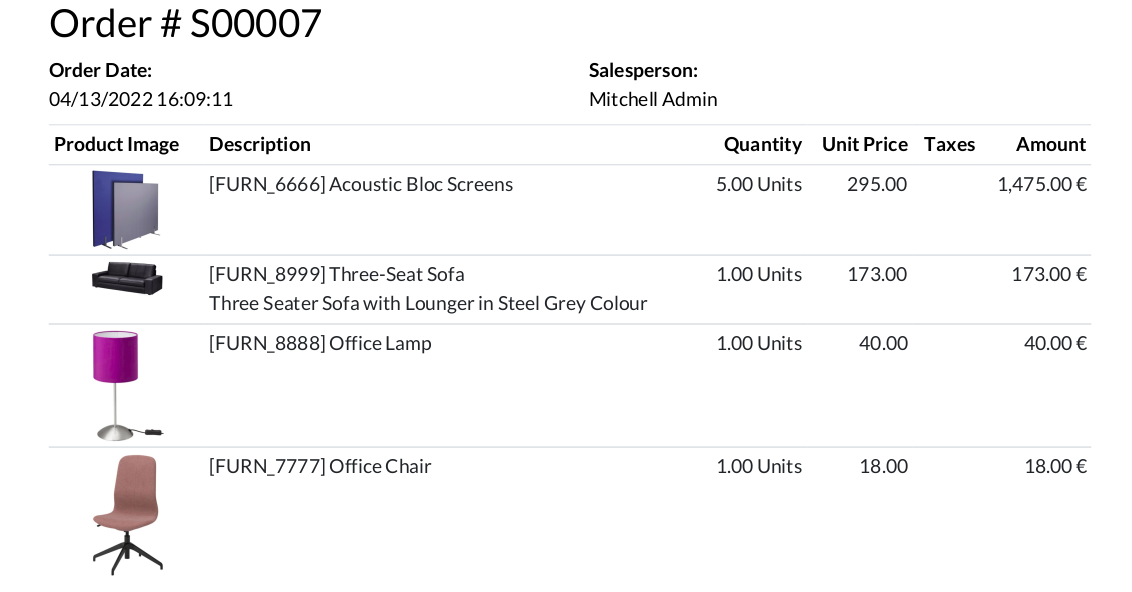 Order # S00007
Order Date: Salesperson:
04/13/2022 16:09:11 Mitchell Admin
Product Image Description Quantity Unit Price Taxes Amount
[FURN_6666] Acoustic Bloc Screens 5.00 Units 295.00 1,475.00 €
[FURN_8999] Three-Seat Sofa 1.00 Units 173.00 173.00 €
Three Seater Sofa with Lounger in Steel Grey Colour
[FURN_8888] Office Lamp 1.00 Units 40.00 40.00 €
[FURN_7777] Office Chair 1.00 Units 18.00 18.00 €